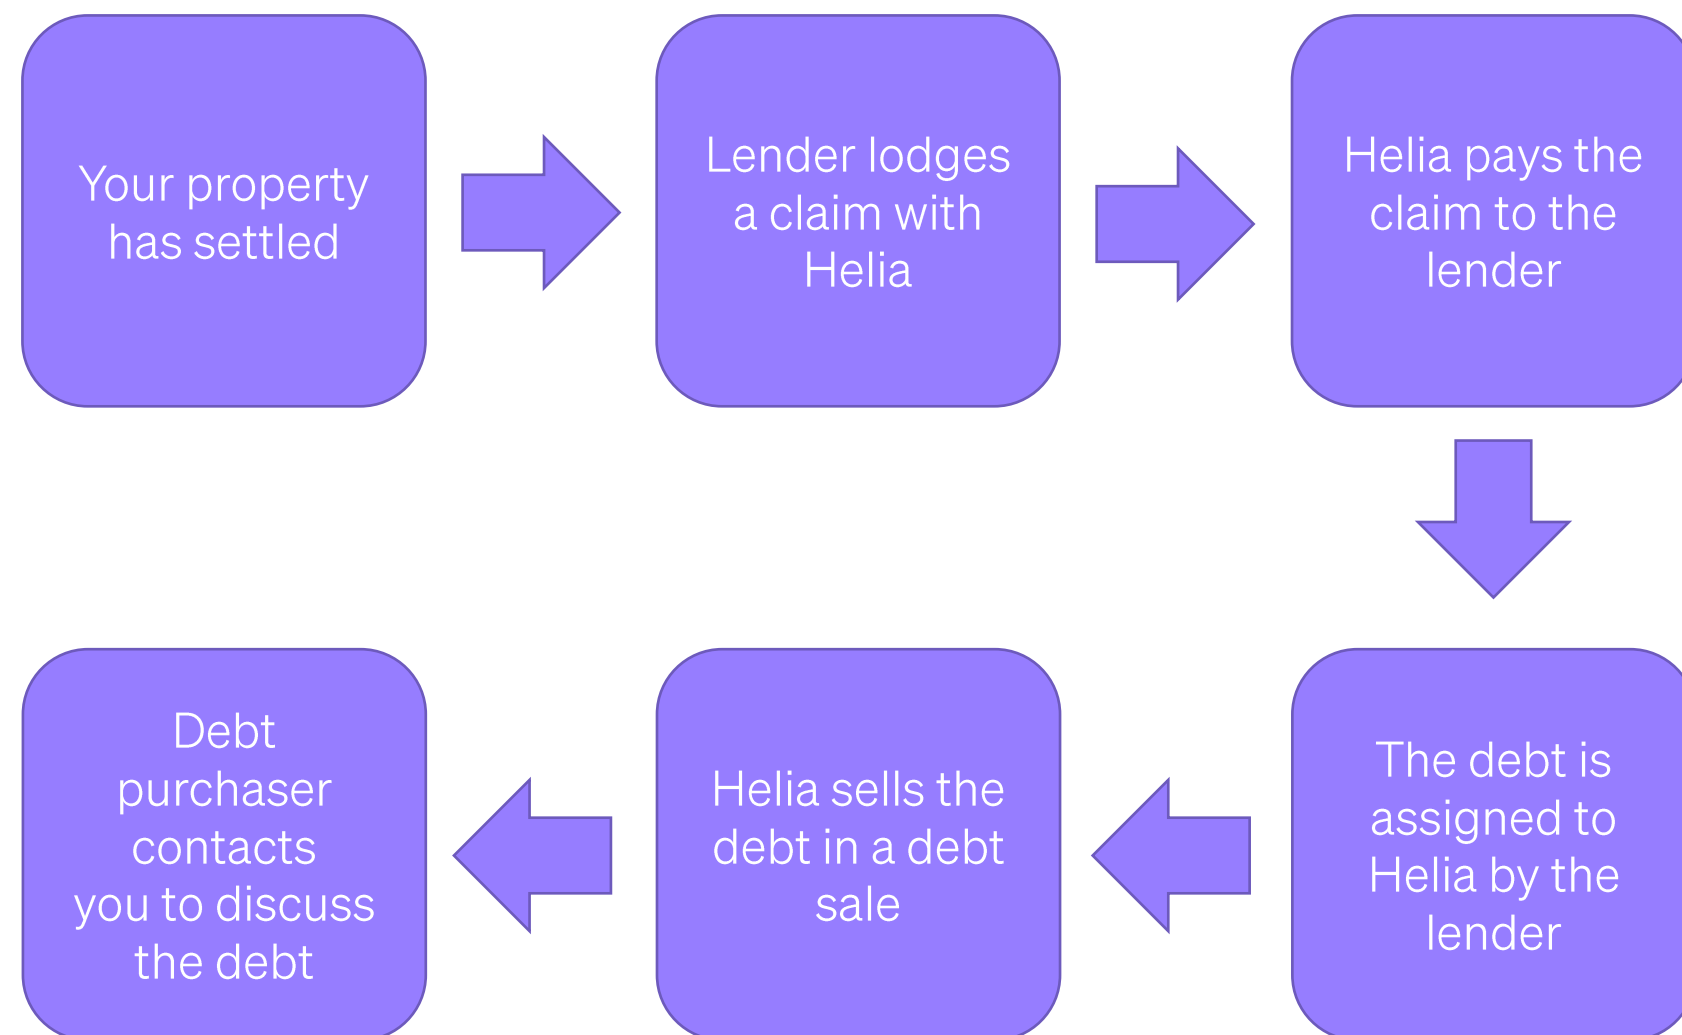 Your property
has settled
Lender lodges
a claim with
Helia
Helia pays the
claim to the
lender
The debt is
assigned to
Helia by the
lender
Helia sells the
debt in a debt
sale
Debt
purchaser
contacts
you to discuss
the debt